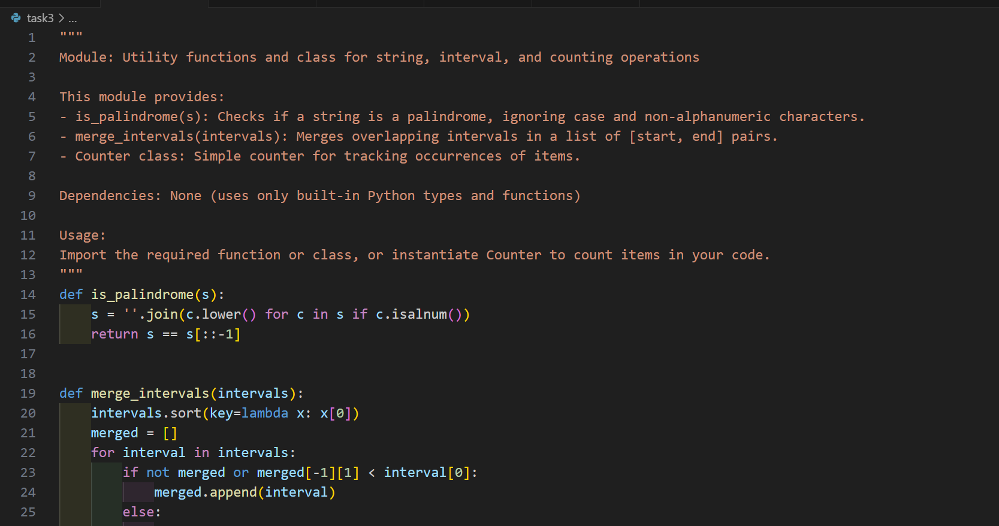 task3 > ...
1 """
2 Module: Utility functions and class for string, interval, and counting operations
3
4 This module provides:
5 - is_palindrome(s): Checks if a string is a palindrome, ignoring case and non-alphanumeric characters.
6 - merge_intervals(intervals): Merges overlapping intervals in a list of [start, end] pairs.
7 - Counter class: Simple counter for tracking occurrences of items.
8
9 Dependencies: None (uses only built-in Python types and functions)
10
11 Usage:
12 Import the required function or class, or instantiate Counter to count items in your code.
13 """
14 def is_palindrome(s):
15     s = ''.join(c.lower() for c in s if c.isalnum())
16     return s == s[::-1]
17
18
19 def merge_intervals(intervals):
20     intervals.sort(key=lambda x: x[0])
21     merged = []
22     for interval in intervals:
23         if not merged or merged[-1][1] < interval[0]:
24             merged.append(interval)
25         else: